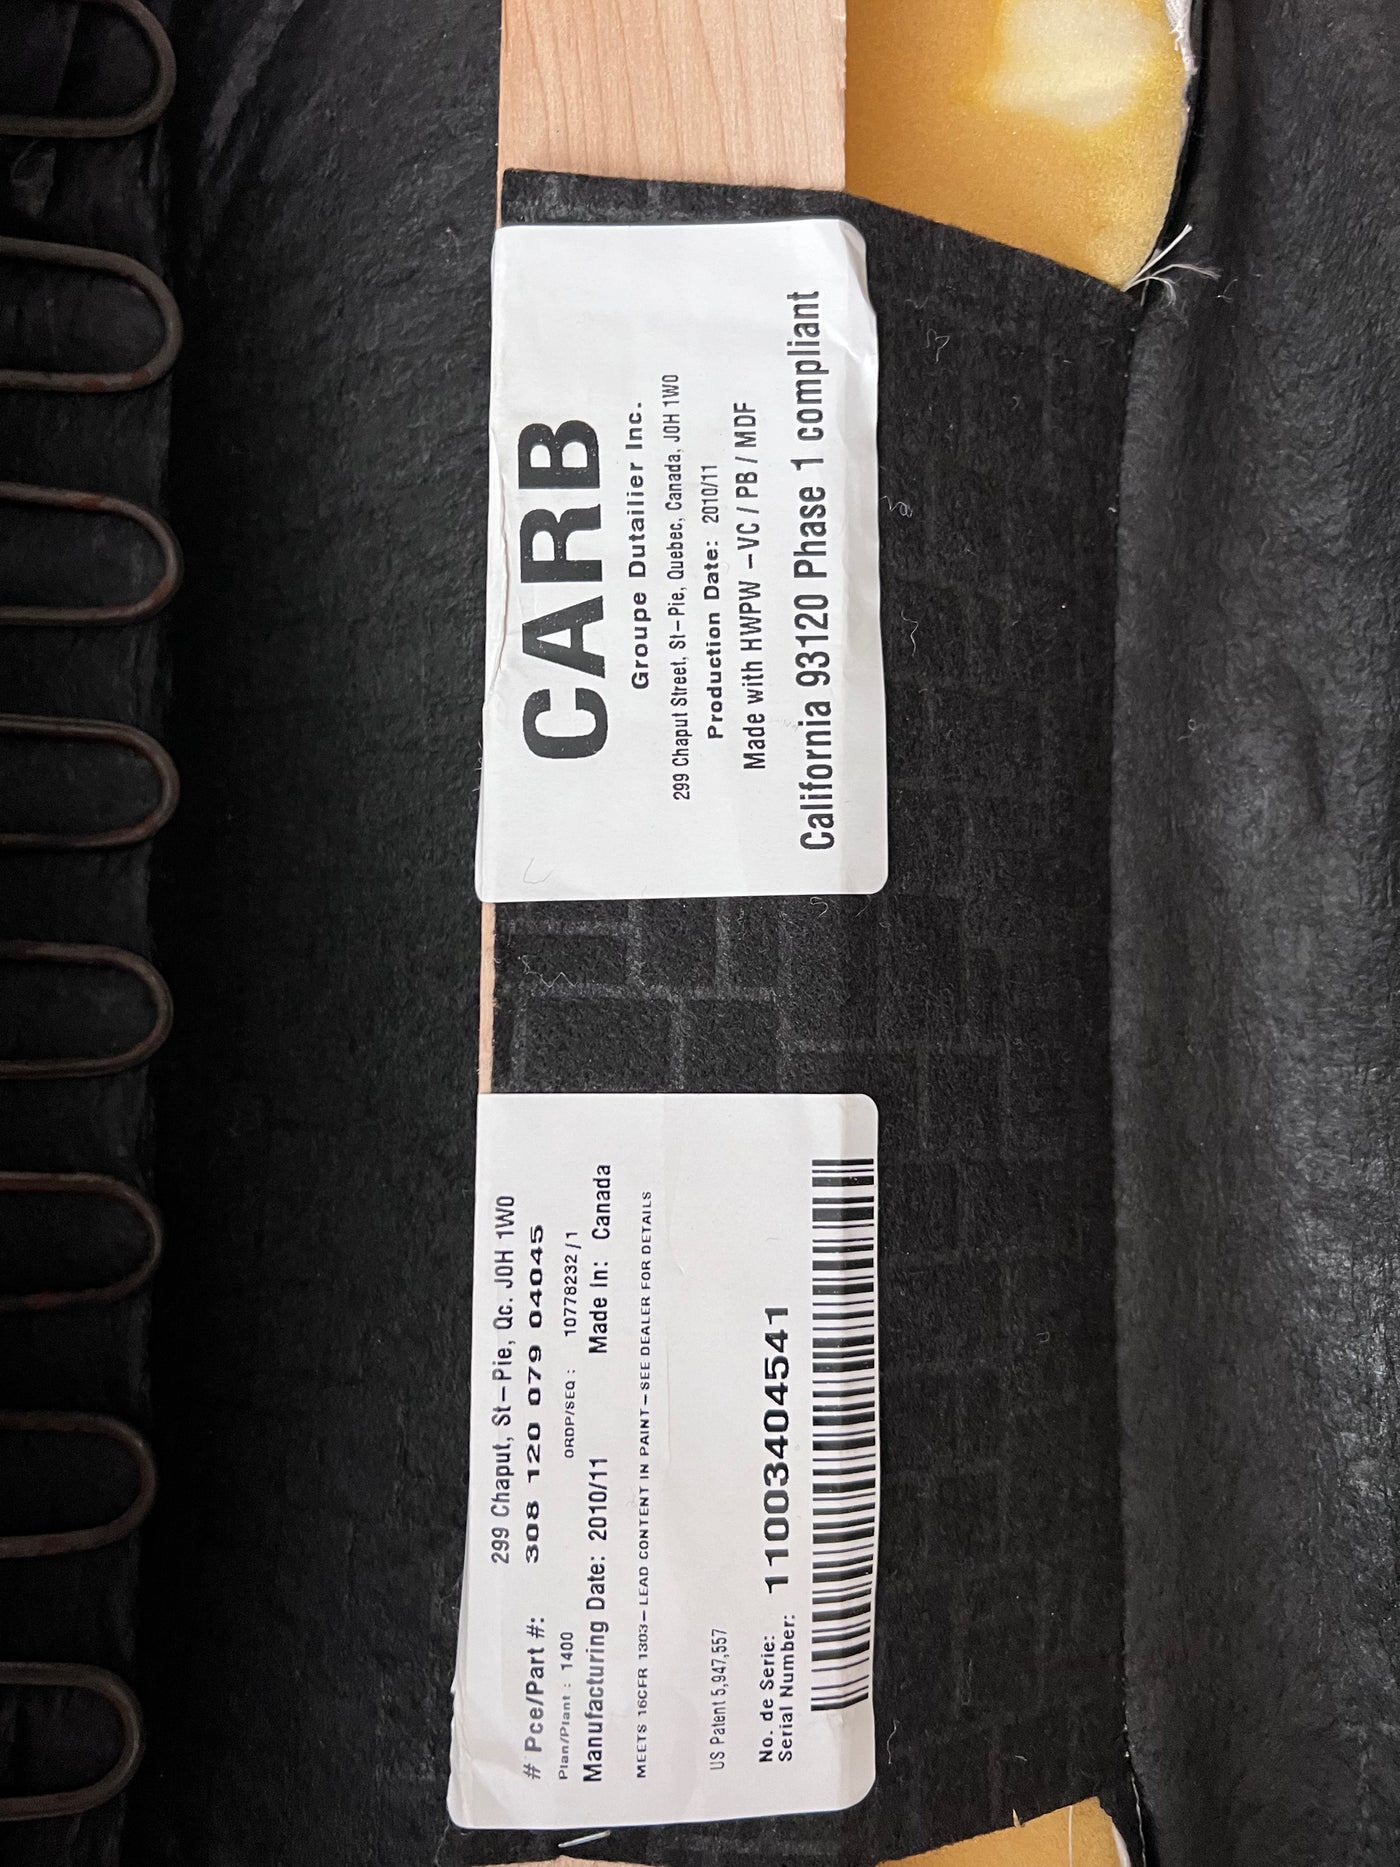 CARB
Groupe Dutailier Inc.
299 Chaput Street, St-Pie, Quebec, Canada, J0H 1W0
Production Date: 2010/11
Made with HWPW -VC / PB / MDF
California 93120 Phase 1 compliant
299 Chaput, St-Pie, Qc. J0H 1W0
# Pce/Part #: 308 120 079 04045
Plan/Plant : 1400 ORDP/SEQ : 10778232/1
Manufacturing Date: 2010/11 Made In: Canada
MEETS 16CFR 1303- LEAD CONTENT IN PAINT-SEE DEALER FOR DETAILS
US Patent 5,947,557
No. de Serie:
Serial Number: 11003404541